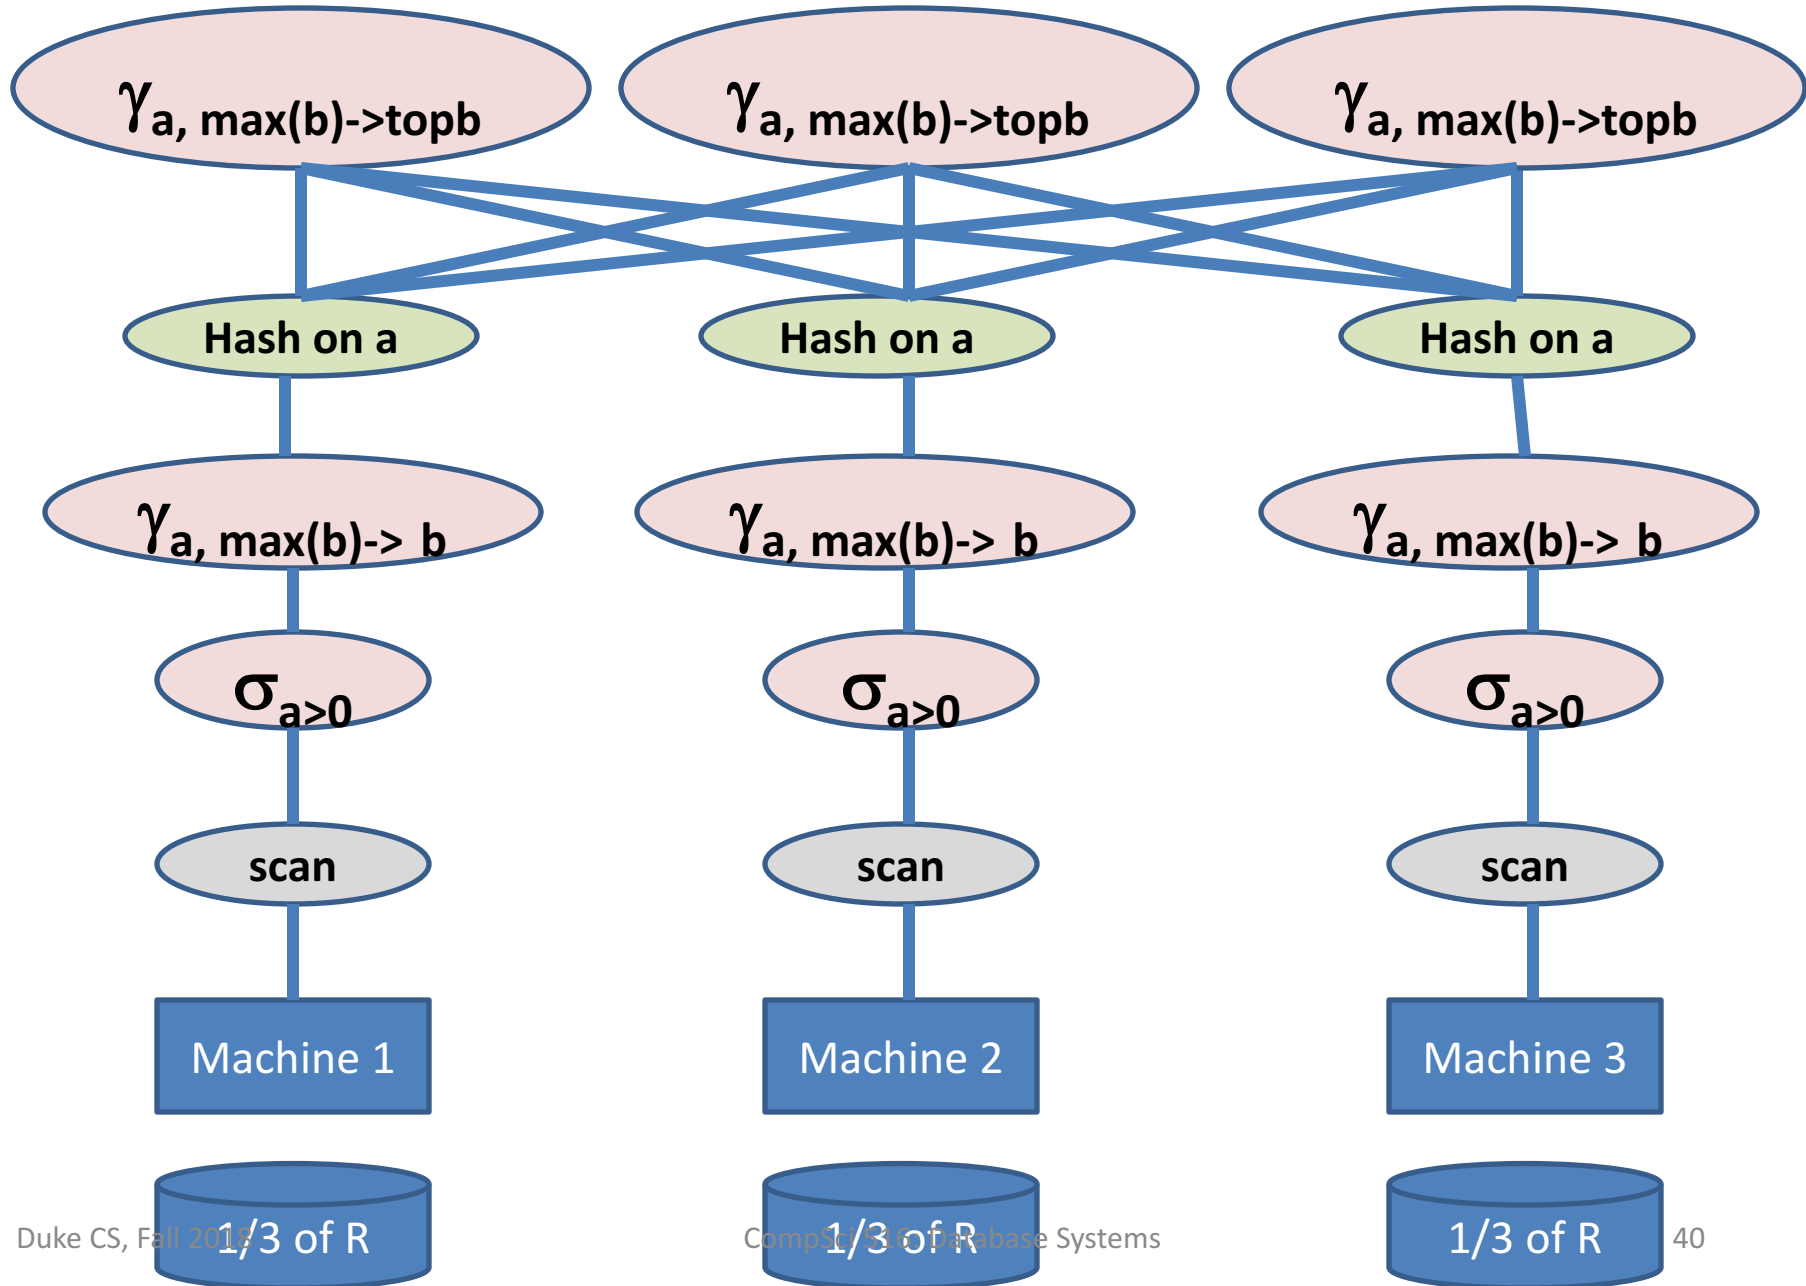 γa, max(b)->topb γa, max(b)->topb γa, max(b)->topb
Hash on a Hash on a Hash on a
γa, max(b)-> b γa, max(b)-> b γa, max(b)-> b
σa>0 σa>0 σa>0
scan scan scan
Machine 1 Machine 2 Machine 3
1/3 of R 1/3 of R 1/3 of R
Duke CS, Fall 2018 CompSci 516: Database Systems 40